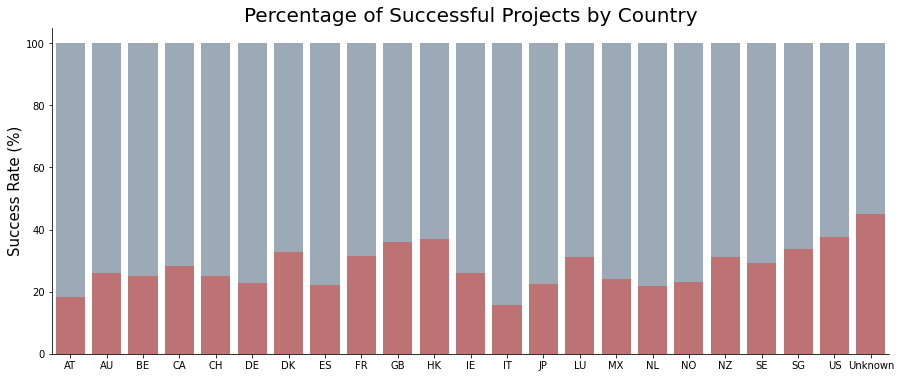 Percentage of Successful Projects by Country
Success Rate (%)
100
80
60
40
20
0
AT AU BE CA CH DE DK ES FR GB HK IE IT JP LU MX NL NO NZ SE SG US Unknown